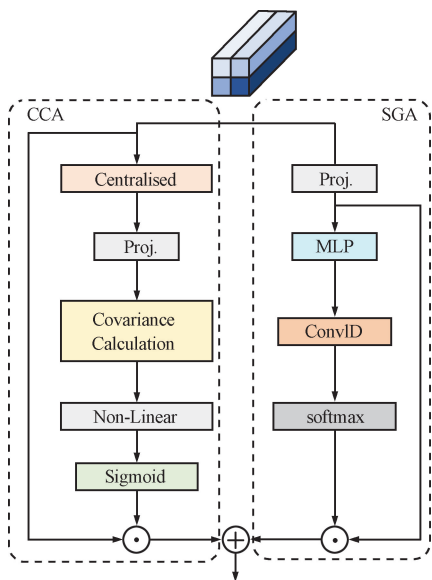 CCA
SGA
Centralised
Proj.
Proj.
MLP
Covariance
Calculation
ConvlD
Non-Linear
softmax
Sigmoid